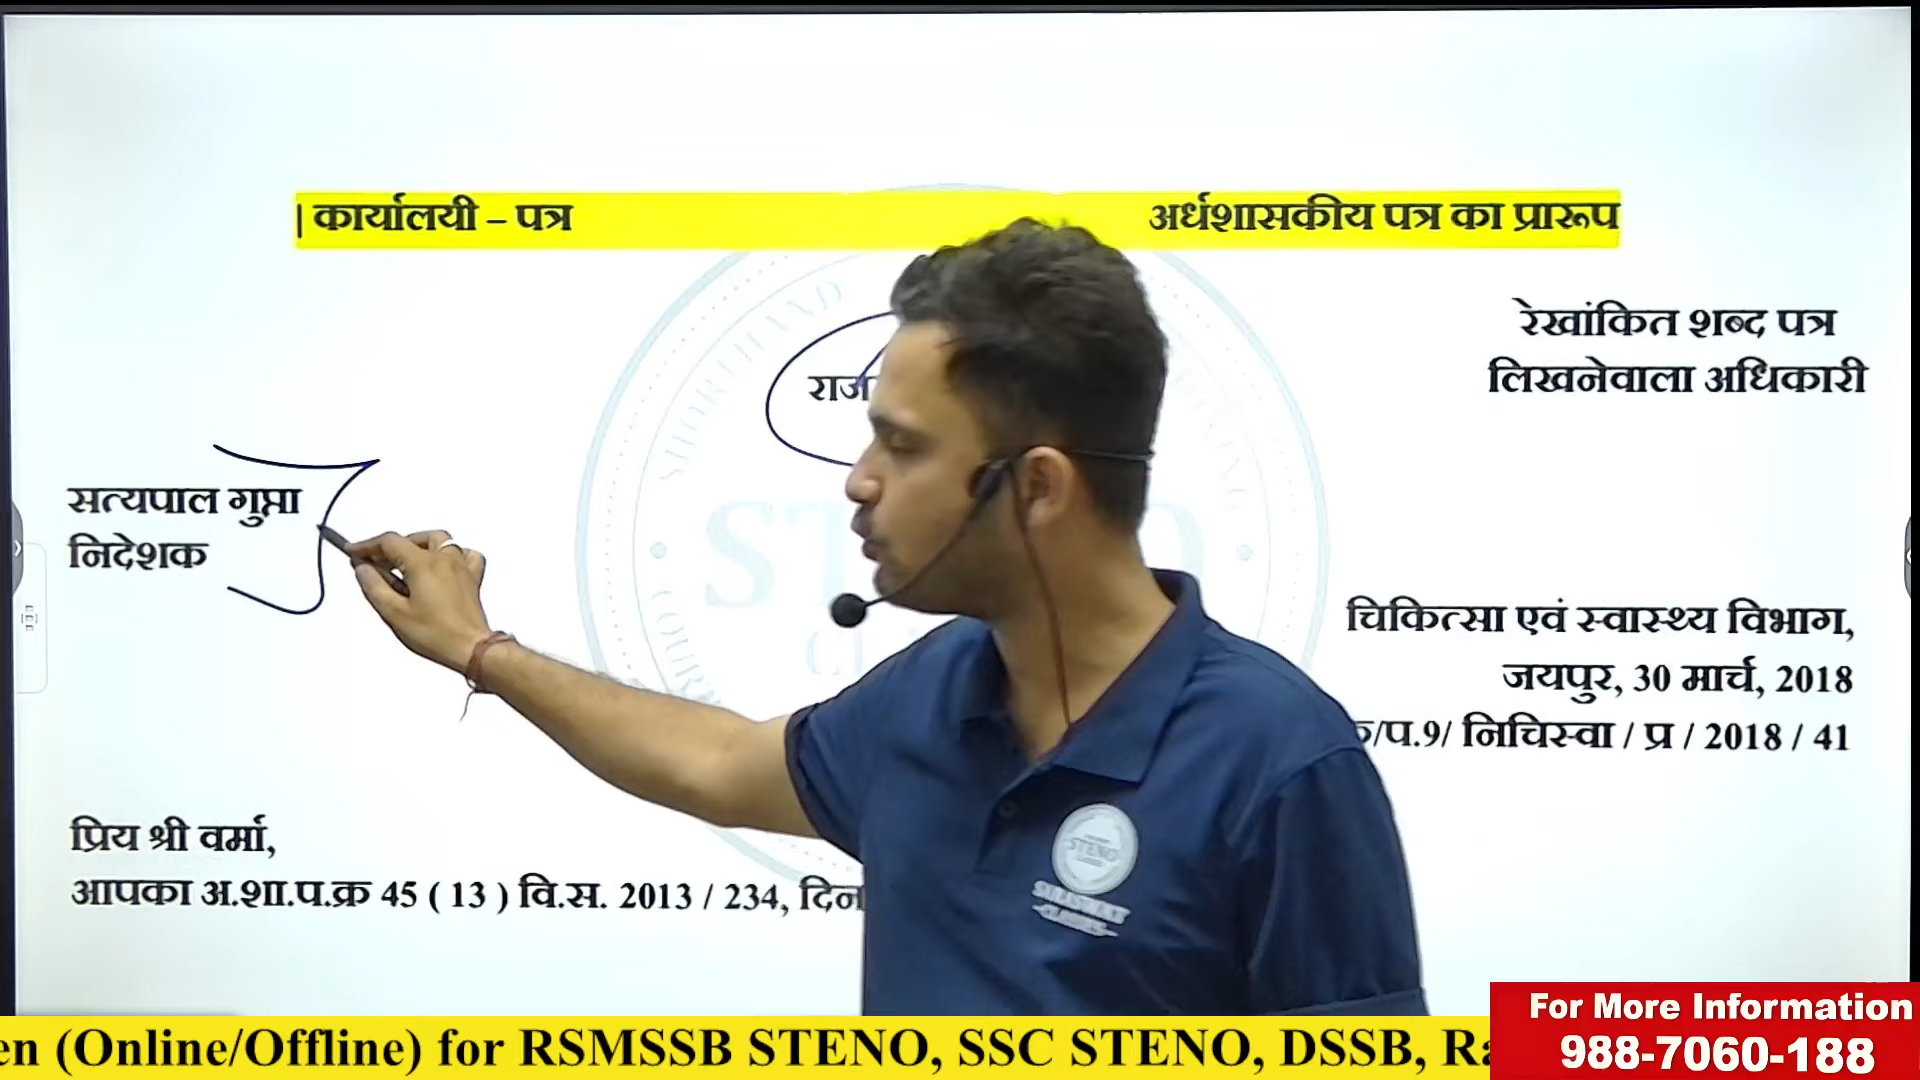 | कार्यालयी – पत्र अर्धशासकीय पत्र का प्रारूप
रेखांकित शब्द पत्र
लिखनेवाला अधिकारी
सत्यपाल गुप्ता
निदेशक
चिकित्सा एवं स्वास्थ्य विभाग,
जयपुर, 30 मार्च, 2018
/प.9/ निचिस्वा / प्र / 2018 / 41
प्रिय श्री वर्मा,
आपका अ.शा.प.क्र 45 ( 13 ) वि.स. 2013 / 234,
STENO
(Online/Offline) for RSMSSB STENO, SSC STENO, DSSB,
For More Information
988-7060-188